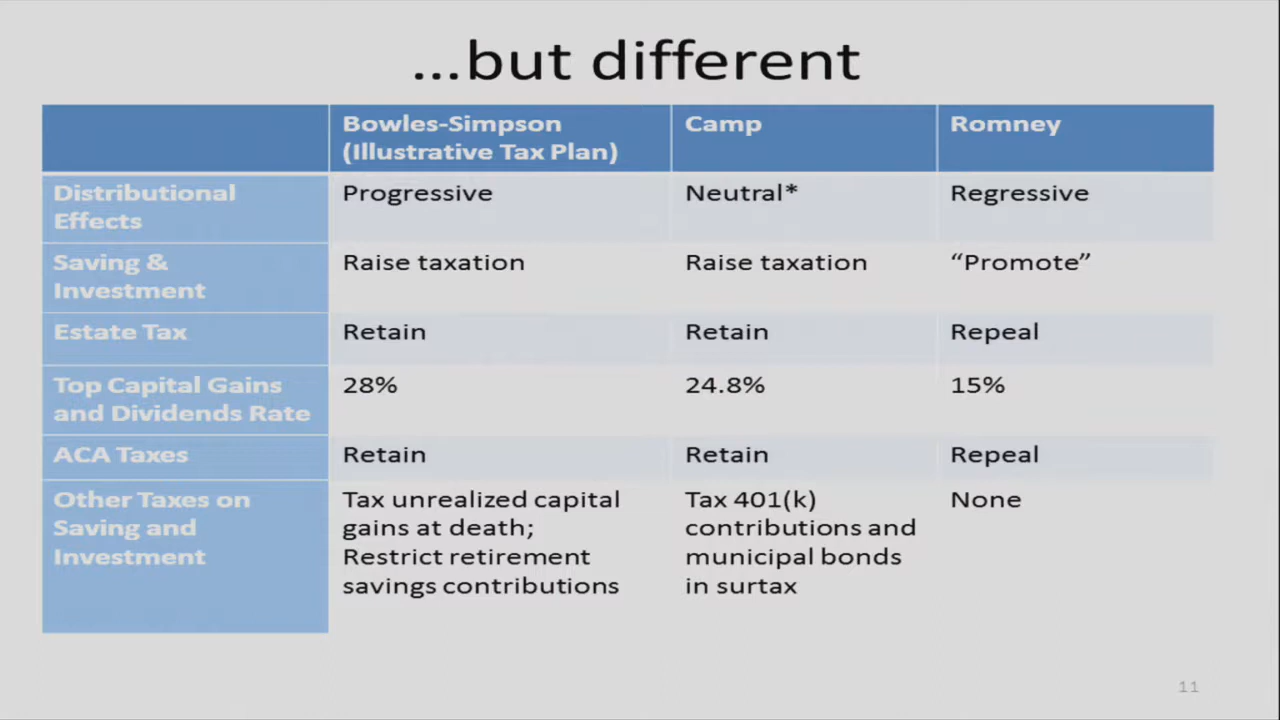 ...but different
Bowles-Simpson
(Illustrative Tax Plan)
Camp
Romney
Distributional
Effects
Progressive
Neutral*
Regressive
Saving &
Investment
Raise taxation
Raise taxation
“Promote”
Estate Tax
Retain
Retain
Repeal
Top Capital Gains
and Dividends Rate
28%
24.8%
15%
ACA Taxes
Retain
Retain
Repeal
Other Taxes on
Saving and
Investment
Tax unrealized capital
gains at death;
Restrict retirement
savings contributions
Tax 401(k)
contributions and
municipal bonds
in surtax
None
11